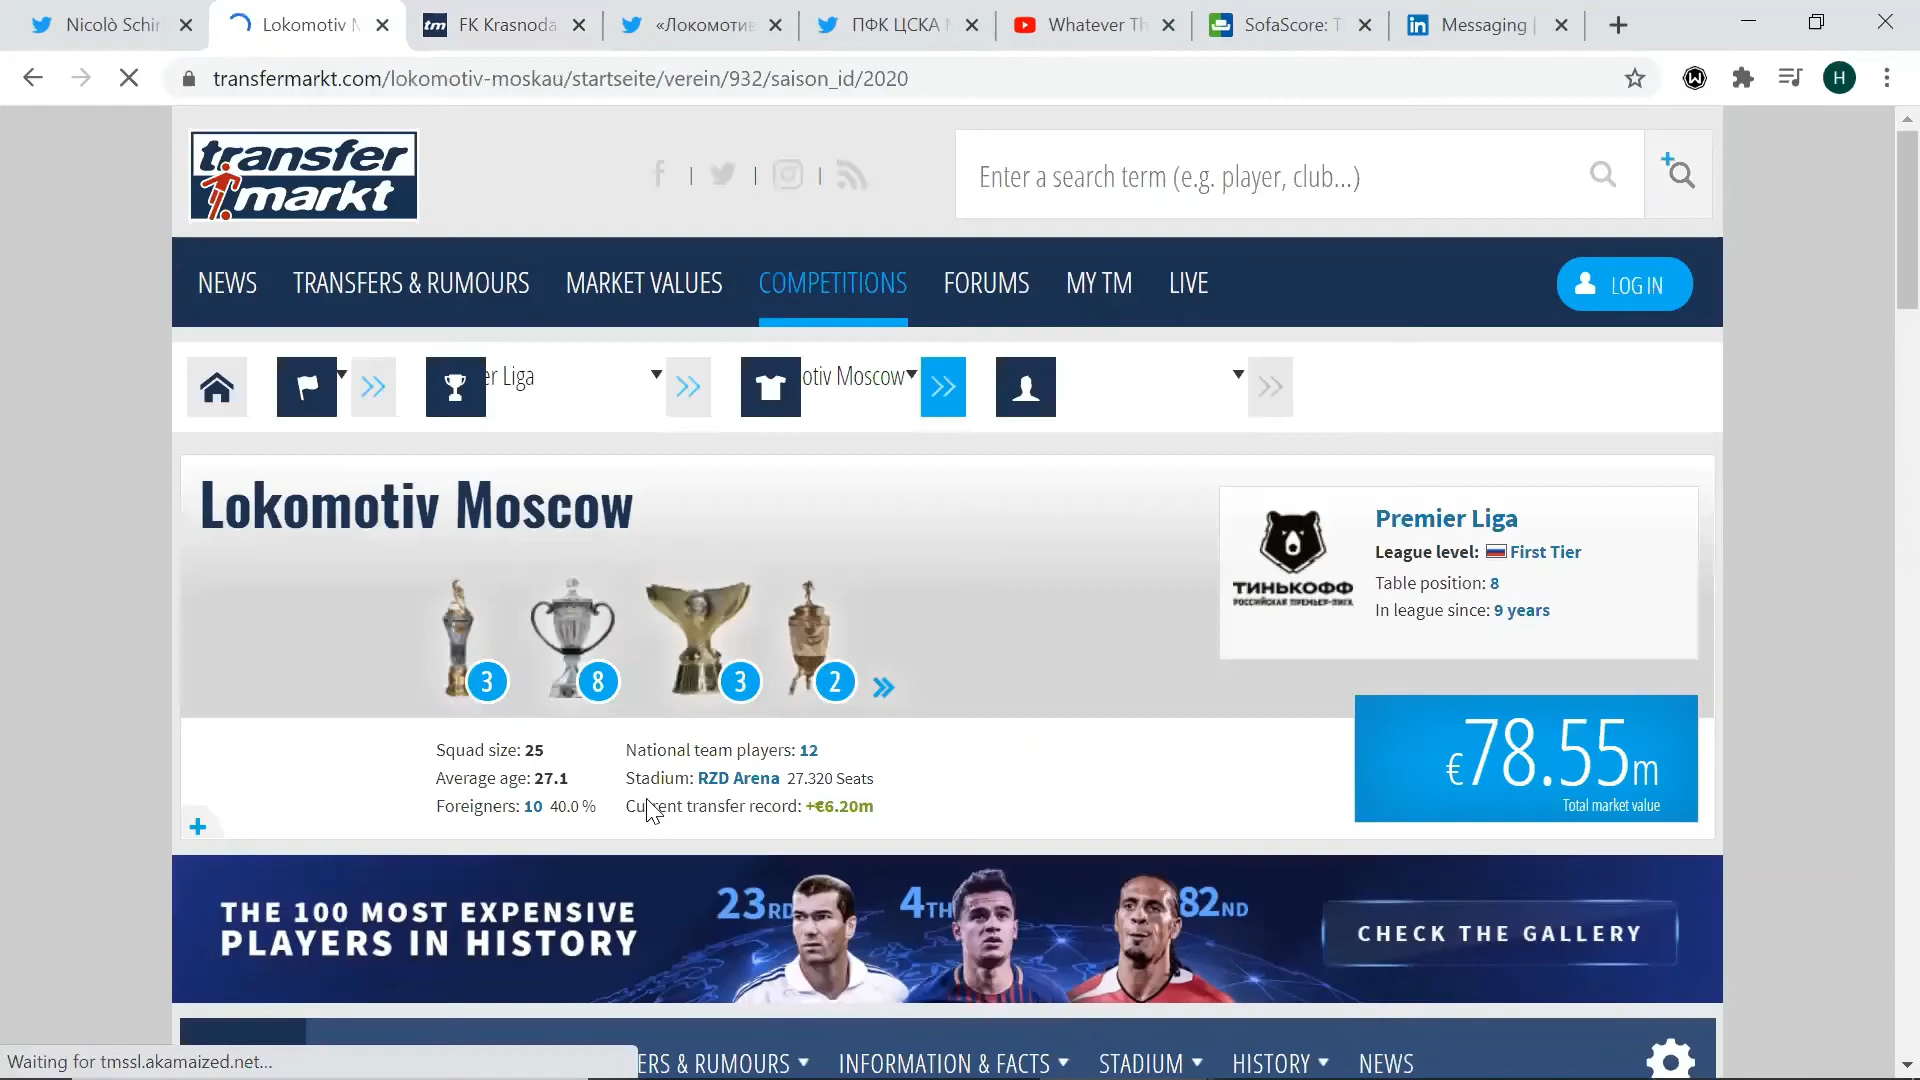 Nicolò Schir
Lokomotiv M
FK Krasnoda
«Локомотив
ПФК ЦСКА М
Whatever Th
SofaScore: T
Messaging |
transfermarkt.com/lokomotiv-moskau/startseite/verein/932/saison_id/2020
H
transfer
markt
Enter a search term (e.g. player, club...)
NEWS
TRANSFERS & RUMOURS
MARKET VALUES
COMPETITIONS
FORUMS
MY TM
LIVE
LOG IN
er Liga
otiv Moscow
Lokomotiv Moscow
3
8
3
2
ТИНЬКОФФ
РОССИЙСКАЯ ПРЕМЬЕР-ЛИГА
Premier Liga
League level: First Tier
Table position: 8
In league since: 9 years
Squad size: 25
Average age: 27.1
Foreigners: 10 40.0 %
National team players: 12
Stadium: RZD Arena 27.320 Seats
Current transfer record: +€6.20m
€78.55m
Total market value
THE 100 MOST EXPENSIVE
PLAYERS IN HISTORY
23RD
4TH
82ND
CHECK THE GALLERY
ERS & RUMOURS
INFORMATION & FACTS
STADIUM
HISTORY
NEWS
Waiting for tmssl.akamaized.net...